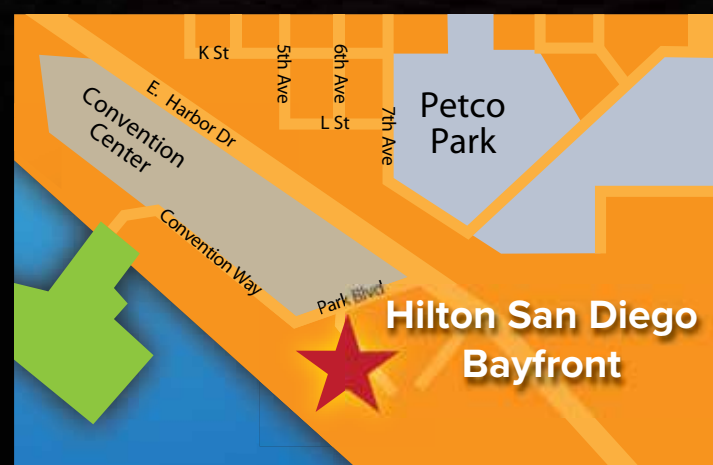 K St
5th Ave
6th Ave
L St
7th Ave
Petco
Park
E. Harbor Dr
Convention
Center
Convention Way
Park Blvd
Hilton San Diego
Bayfront